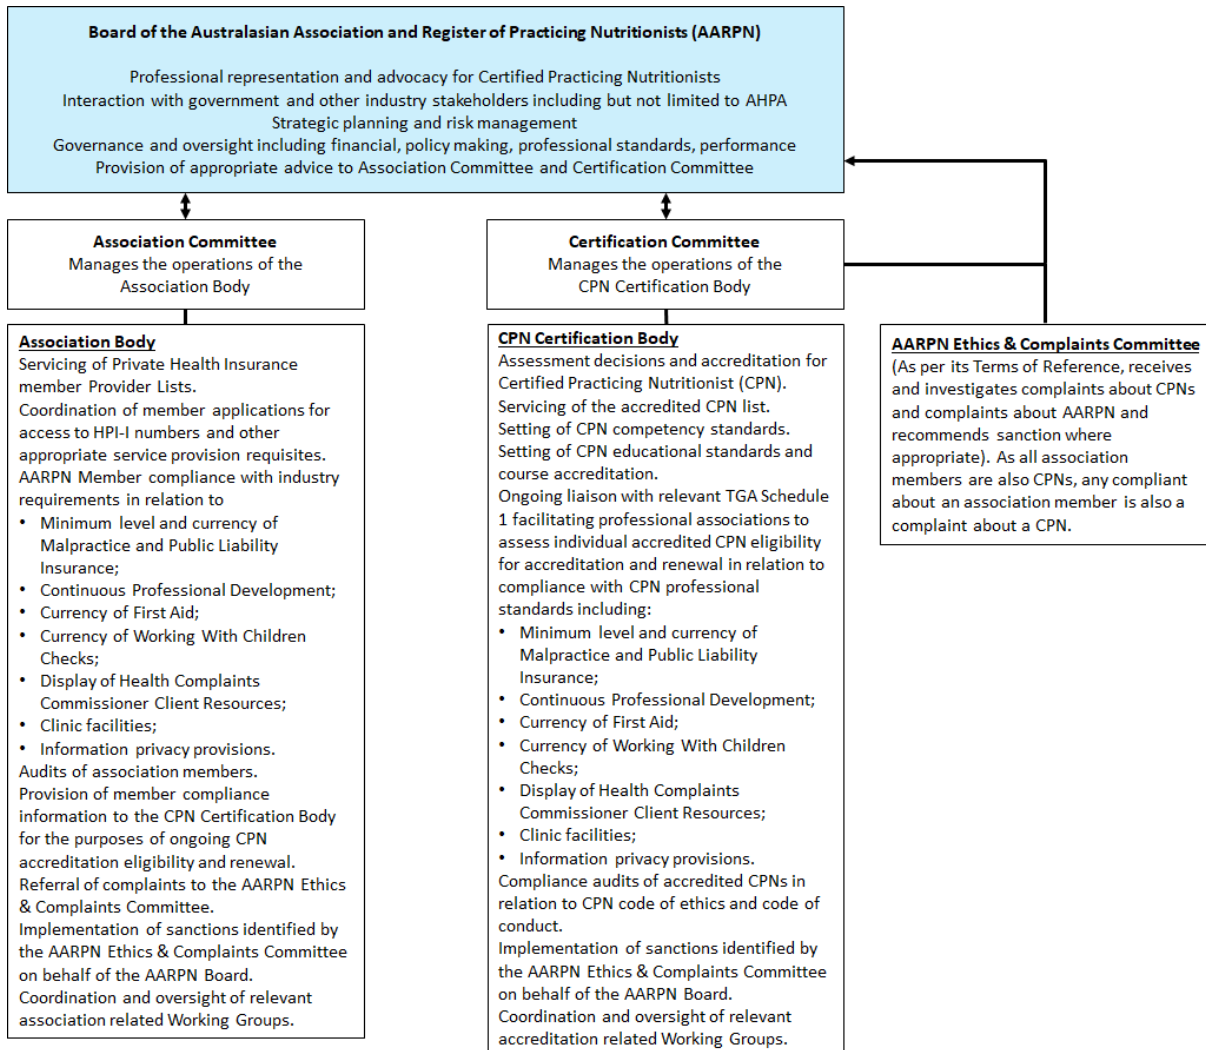 Board of the Australasian Association and Register of Practicing Nutritionists (AARPN)
Professional representation and advocacy for Certified Practicing Nutritionists
Interaction with government and other industry stakeholders including but not limited to AHPA
Strategic planning and risk management
Governance and oversight including financial, policy making, professional standards, performance
Provision of appropriate advice to Association Committee and Certification Committee
Association Committee
Manages the operations of the
Association Body
Certification Committee
Manages the operations of the
CPN Certification Body
Association Body
Servicing of Private Health Insurance
member Provider Lists.
Coordination of member applications for
access to HPI-I numbers and other
appropriate service provision requisites.
AARPN Member compliance with industry
requirements in relation to
• Minimum level and currency of
Malpractice and Public Liability
Insurance;
• Continuous Professional Development;
• Currency of First Aid;
• Currency of Working With Children
Checks;
• Display of Health Complaints
Commissioner Client Resources;
• Clinic facilities;
• Information privacy provisions.
Audits of association members.
Provision of member compliance
information to the CPN Certification Body
for the purposes of ongoing CPN
accreditation eligibility and renewal.
Referral of complaints to the AARPN Ethics
& Complaints Committee.
Implementation of sanctions identified by
the AARPN Ethics & Complaints Committee
on behalf of the AARPN Board.
Coordination and oversight of relevant
association related Working Groups.
CPN Certification Body
Assessment decisions and accreditation for
Certified Practicing Nutritionist (CPN).
Servicing of the accredited CPN list.
Setting of CPN competency standards.
Setting of CPN educational standards and
course accreditation.
Ongoing liaison with relevant TGA Schedule
1 facilitating professional associations to
assess individual accredited CPN eligibility
for accreditation and renewal in relation to
compliance with CPN professional
standards including:
• Minimum level and currency of
Malpractice and Public Liability
Insurance;
• Continuous Professional Development;
• Currency of First Aid;
• Currency of Working With Children
Checks;
• Display of Health Complaints
Commissioner Client Resources;
• Clinic facilities;
• Information privacy provisions.
Compliance audits of accredited CPNs in
relation to CPN code of ethics and code of
conduct.
Implementation of sanctions identified by
the AARPN Ethics & Complaints Committee
on behalf of the AARPN Board.
Coordination and oversight of relevant
accreditation related Working Groups.
AARPN Ethics & Complaints Committee
(As per its Terms of Reference, receives
and investigates complaints about CPNs
and complaints about AARPN and
recommends sanction where
appropriate). As all association
members are also CPNs, any compliant
about an association member is also a
complaint about a CPN.